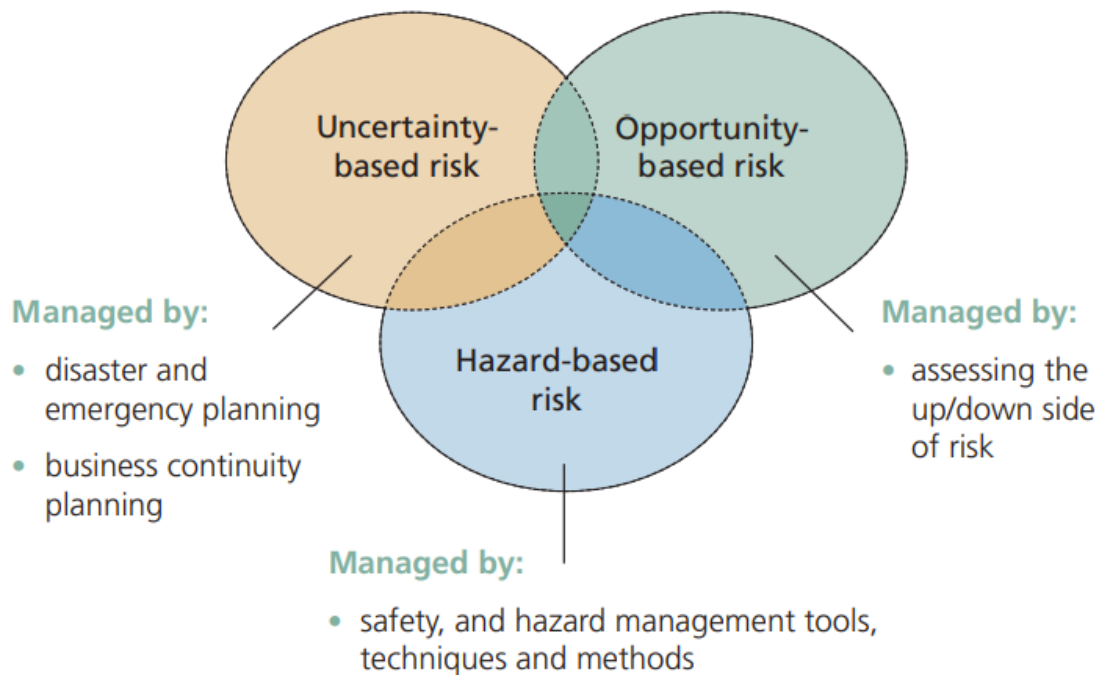 Uncertainty-
based risk
Opportunity-
based risk
Hazard-based
risk
Managed by:
• disaster and
emergency planning
• business continuity
planning
Managed by:
• assessing the
up/down side
of risk
Managed by:
• safety, and hazard management tools,
techniques and methods